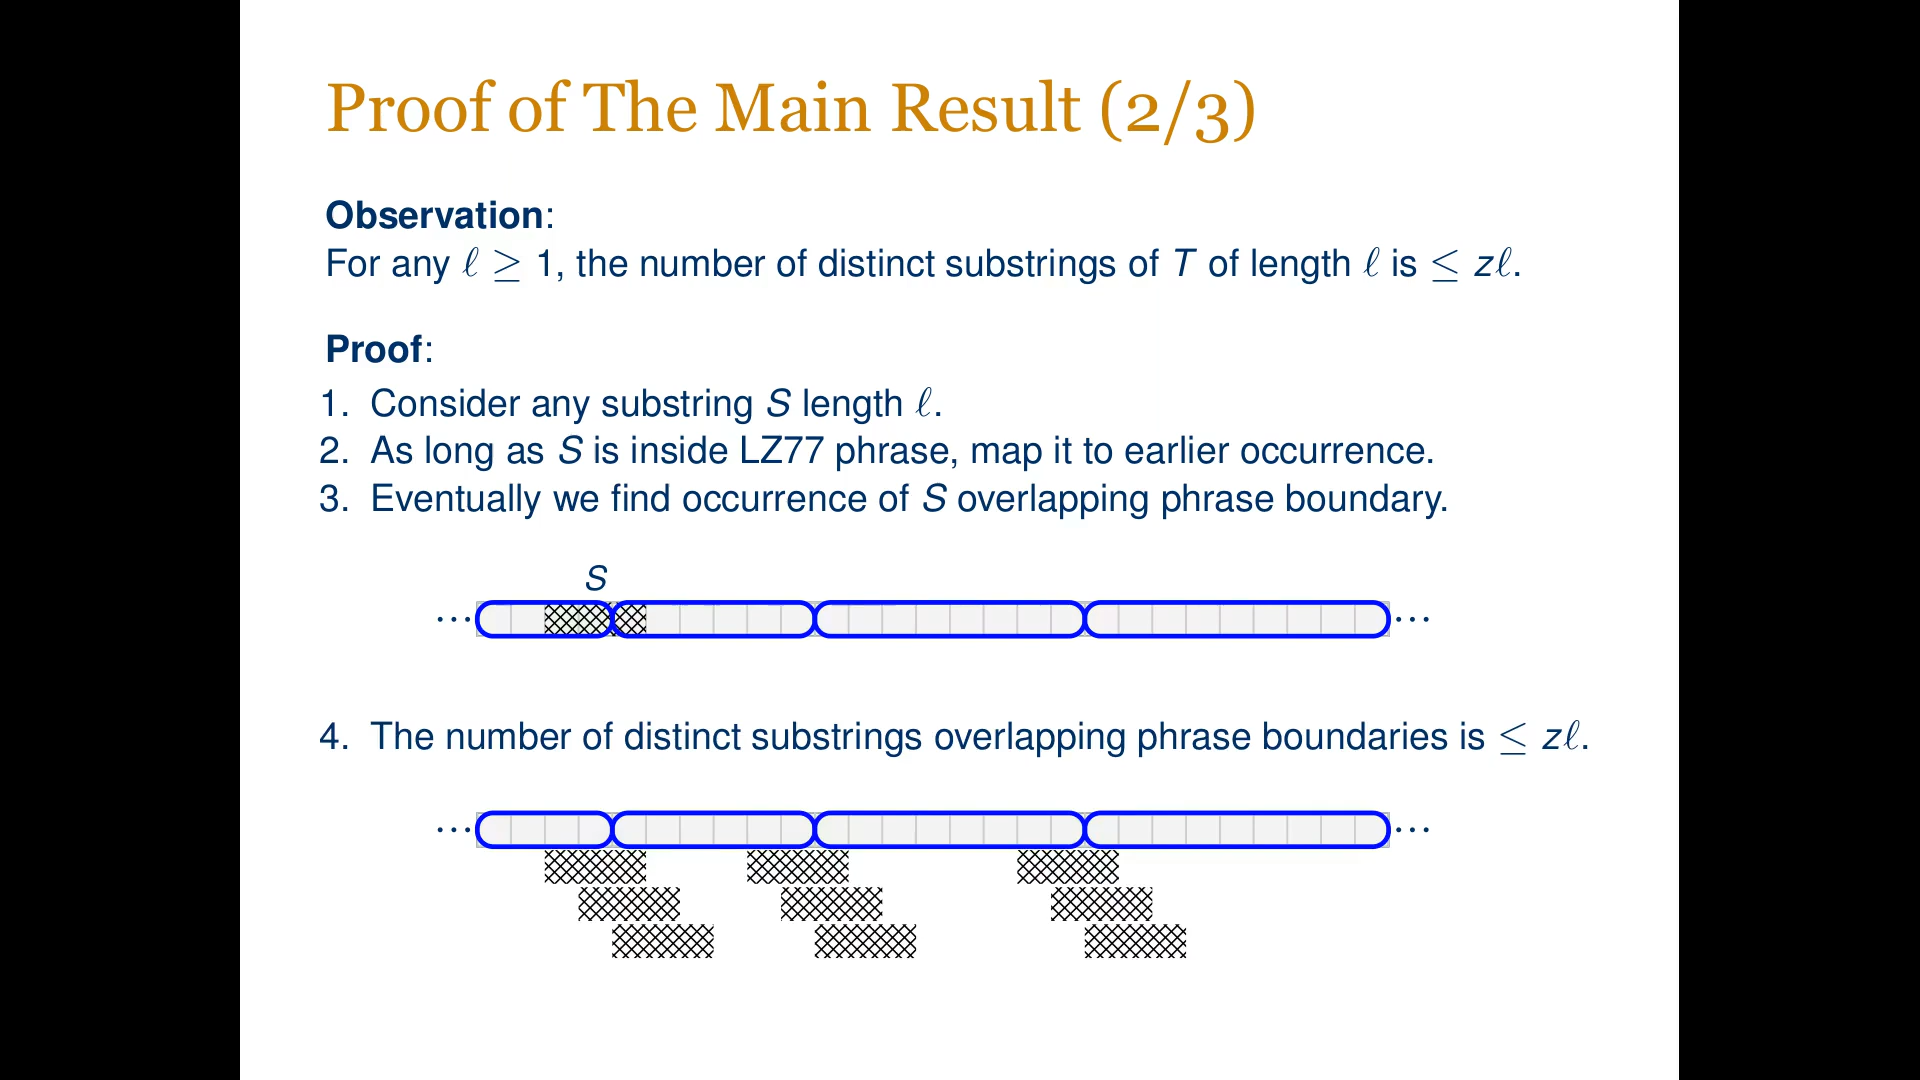 Proof of The Main Result (2/3)
Observation:
For any ℓ ≥ 1, the number of distinct substrings of T of length ℓ is ≤ zℓ.
Proof:
1. Consider any substring S length ℓ.
2. As long as S is inside LZ77 phrase, map it to earlier occurrence.
3. Eventually we find occurrence of S overlapping phrase boundary.
S
··· ···
4. The number of distinct substrings overlapping phrase boundaries is ≤ zℓ.
··· ···